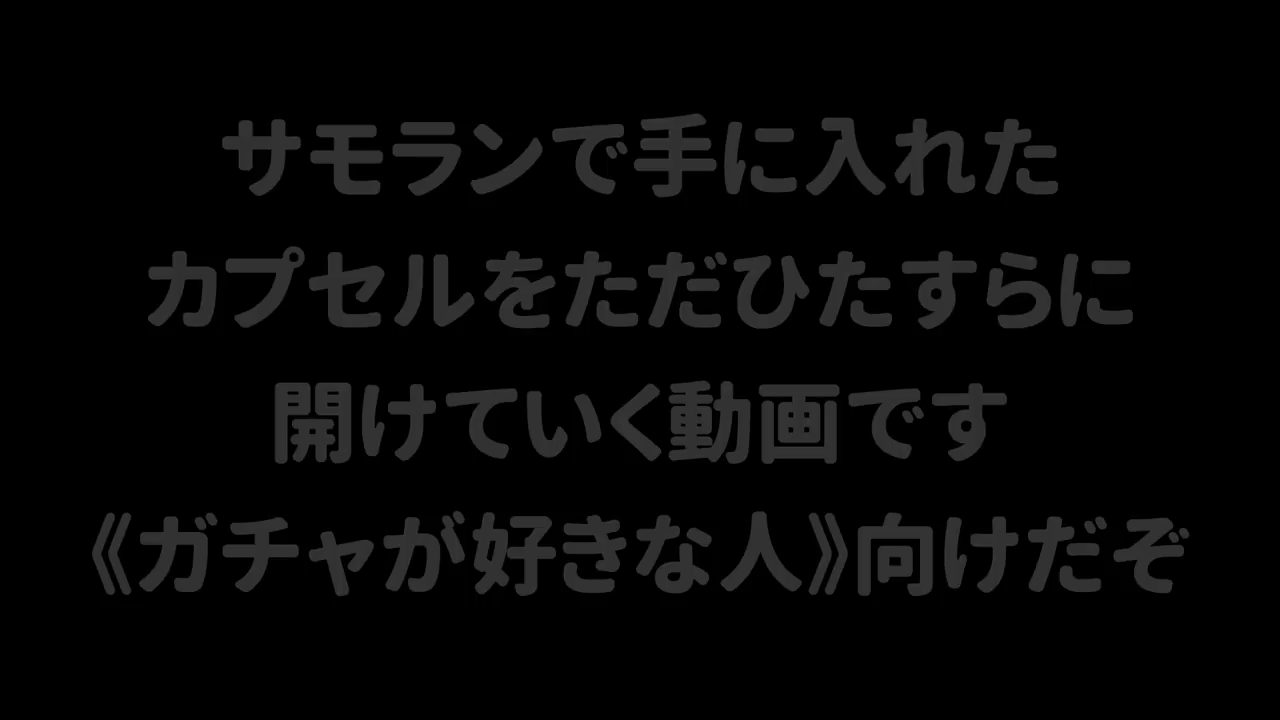 サモランで手に入れた
カプセルをただひたすらに
開けていく動画です
《ガチャが好きな人》向けだぞ